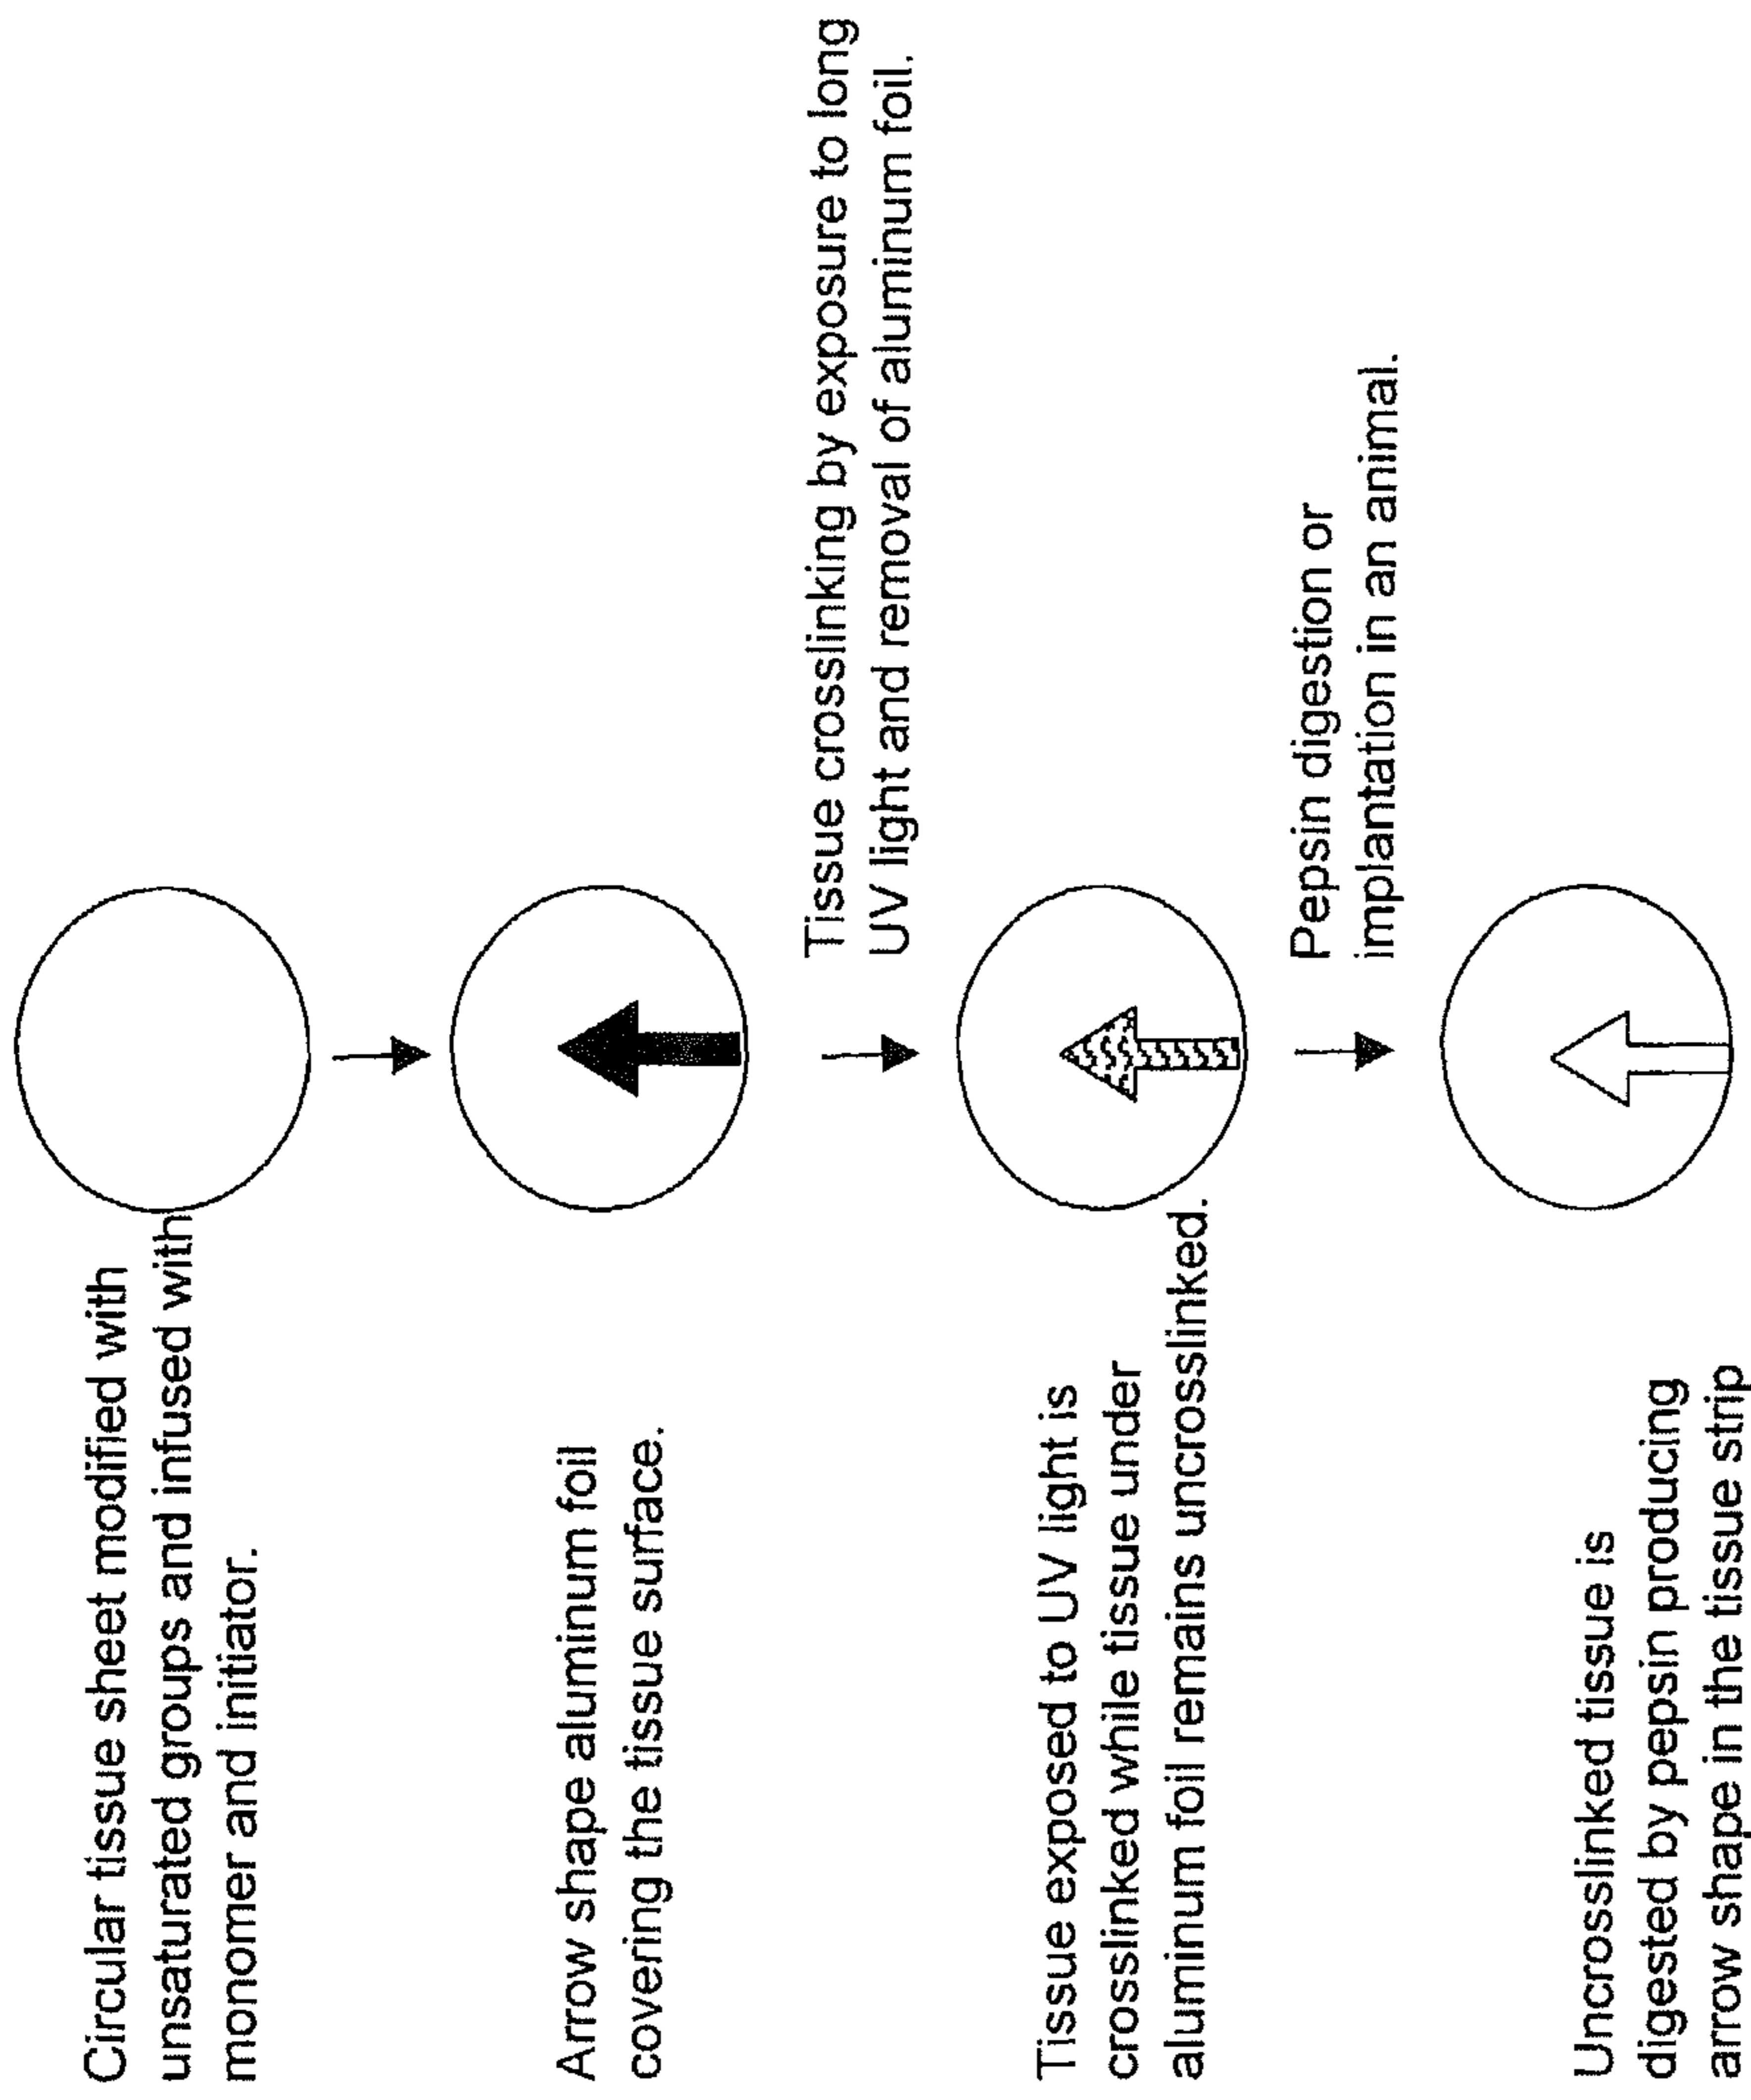 Circular tissue sheet modified with
unsaturated groups and infused with
monomer and initiator.
Arrow shape aluminum foil
covering the tissue surface.
Tissue crosslinking by exposure to long
UV light and removal of aluminum foil.
Tissue exposed to UV light is
crosslinked while tissue under
aluminum foil remains uncrosslinked.
Pepsin digestion or
implantation in an animal.
Uncrosslinked tissue is
digested by pepsin producing
arrow shape in the tissue strip